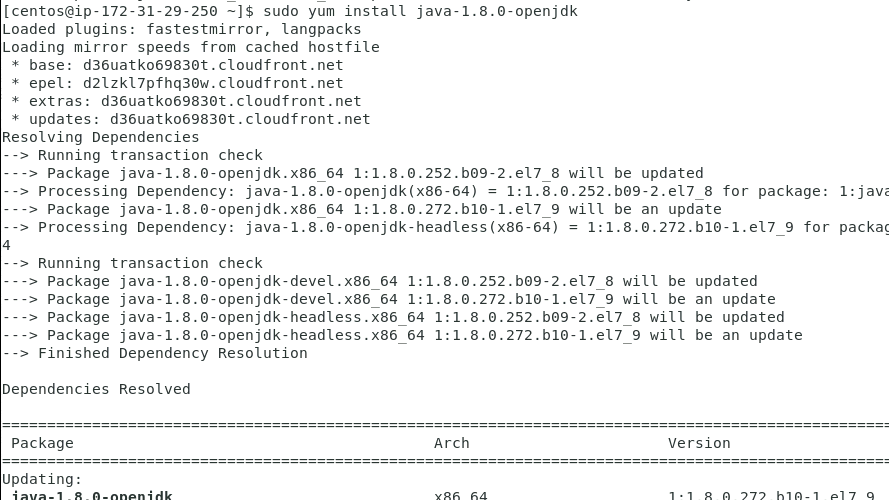 [centos@ip-172-31-29-250 ~]$ sudo yum install java-1.8.0-openjdk
Loaded plugins: fastestmirror, langpacks
Loading mirror speeds from cached hostfile
 * base: d36uatko69830t.cloudfront.net
 * epel: d2lzkl7pfhq30w.cloudfront.net
 * extras: d36uatko69830t.cloudfront.net
 * updates: d36uatko69830t.cloudfront.net
Resolving Dependencies
--> Running transaction check
---> Package java-1.8.0-openjdk.x86_64 1:1.8.0.252.b09-2.el7_8 will be updated
--> Processing Dependency: java-1.8.0-openjdk(x86-64) = 1:1.8.0.252.b09-2.el7_8 for package: 1:java
---> Package java-1.8.0-openjdk.x86_64 1:1.8.0.272.b10-1.el7_9 will be an update
--> Processing Dependency: java-1.8.0-openjdk-headless(x86-64) = 1:1.8.0.272.b10-1.el7_9 for packag
4
--> Running transaction check
---> Package java-1.8.0-openjdk-devel.x86_64 1:1.8.0.252.b09-2.el7_8 will be updated
---> Package java-1.8.0-openjdk-devel.x86_64 1:1.8.0.272.b10-1.el7_9 will be an update
---> Package java-1.8.0-openjdk-headless.x86_64 1:1.8.0.252.b09-2.el7_8 will be updated
---> Package java-1.8.0-openjdk-headless.x86_64 1:1.8.0.272.b10-1.el7_9 will be an update
--> Finished Dependency Resolution

Dependencies Resolved

===================================================================================================
 Package                                        Arch                      Version
===================================================================================================
Updating:
 java-1.8.0-openjdk                             x86_64                    1:1.8.0.272.b10-1.el7_9